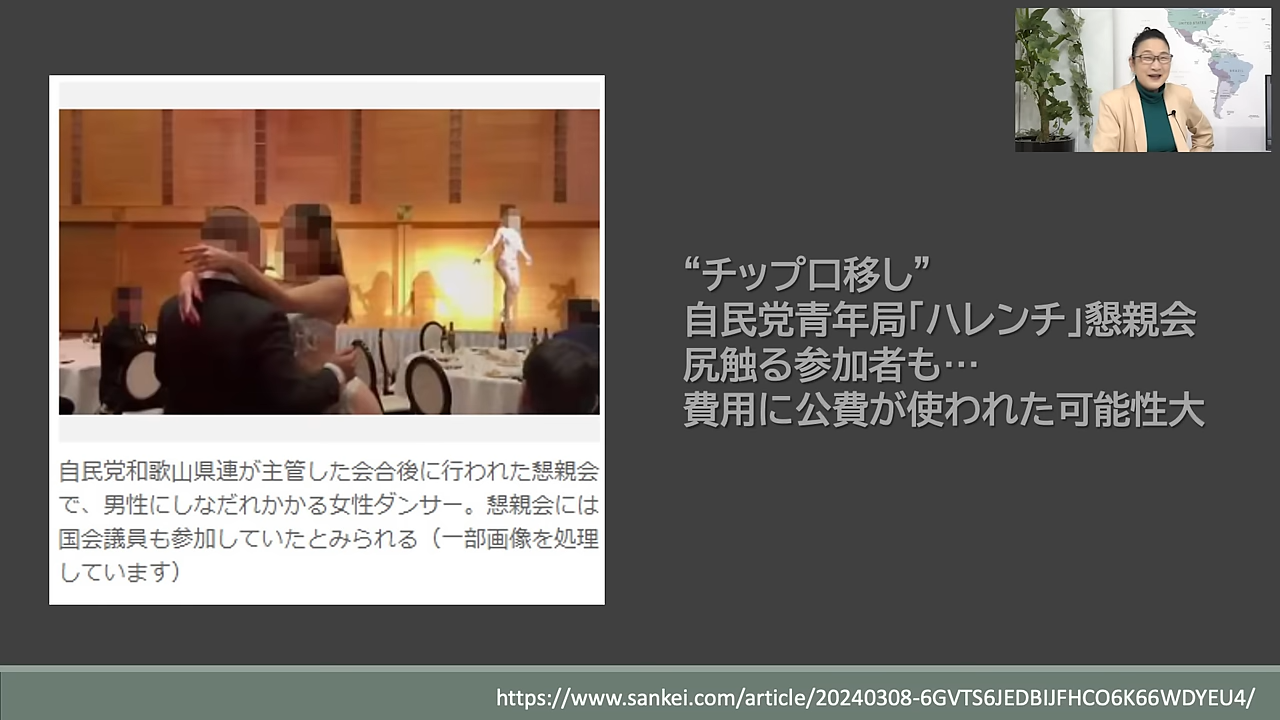 “チップ口移し”
自民党青年局「ハレンチ」懇親会
尻触る参加者も…
費用に公費が使われた可能性大
自民党和歌山県連が主管した会合後に行われた懇親会
で、男性にしなだれかかる女性ダンサー。懇親会には
国会議員も参加していたとみられる（一部画像を処理
しています）
https://www.sankei.com/article/20240308-6GVTS6JEDBIJFHCO6K66WDYEU4/